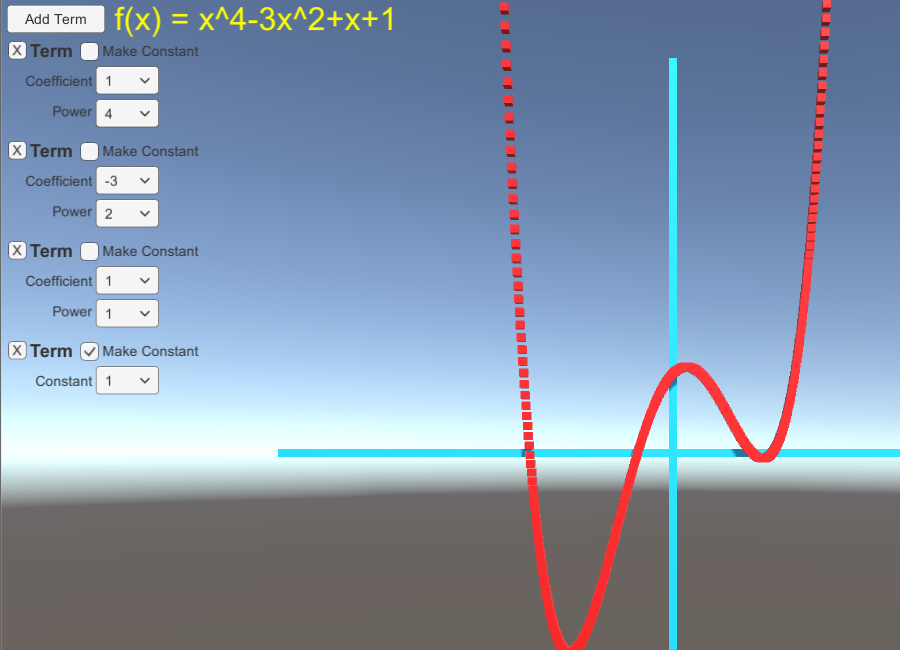 Add Term f(x) = x^4-3x^2+x+1
X Term Make Constant
Coefficient 1
Power 4
X Term Make Constant
Coefficient -3
Power 2
X Term Make Constant
Coefficient 1
Power 1
X Term Make Constant
Constant 1